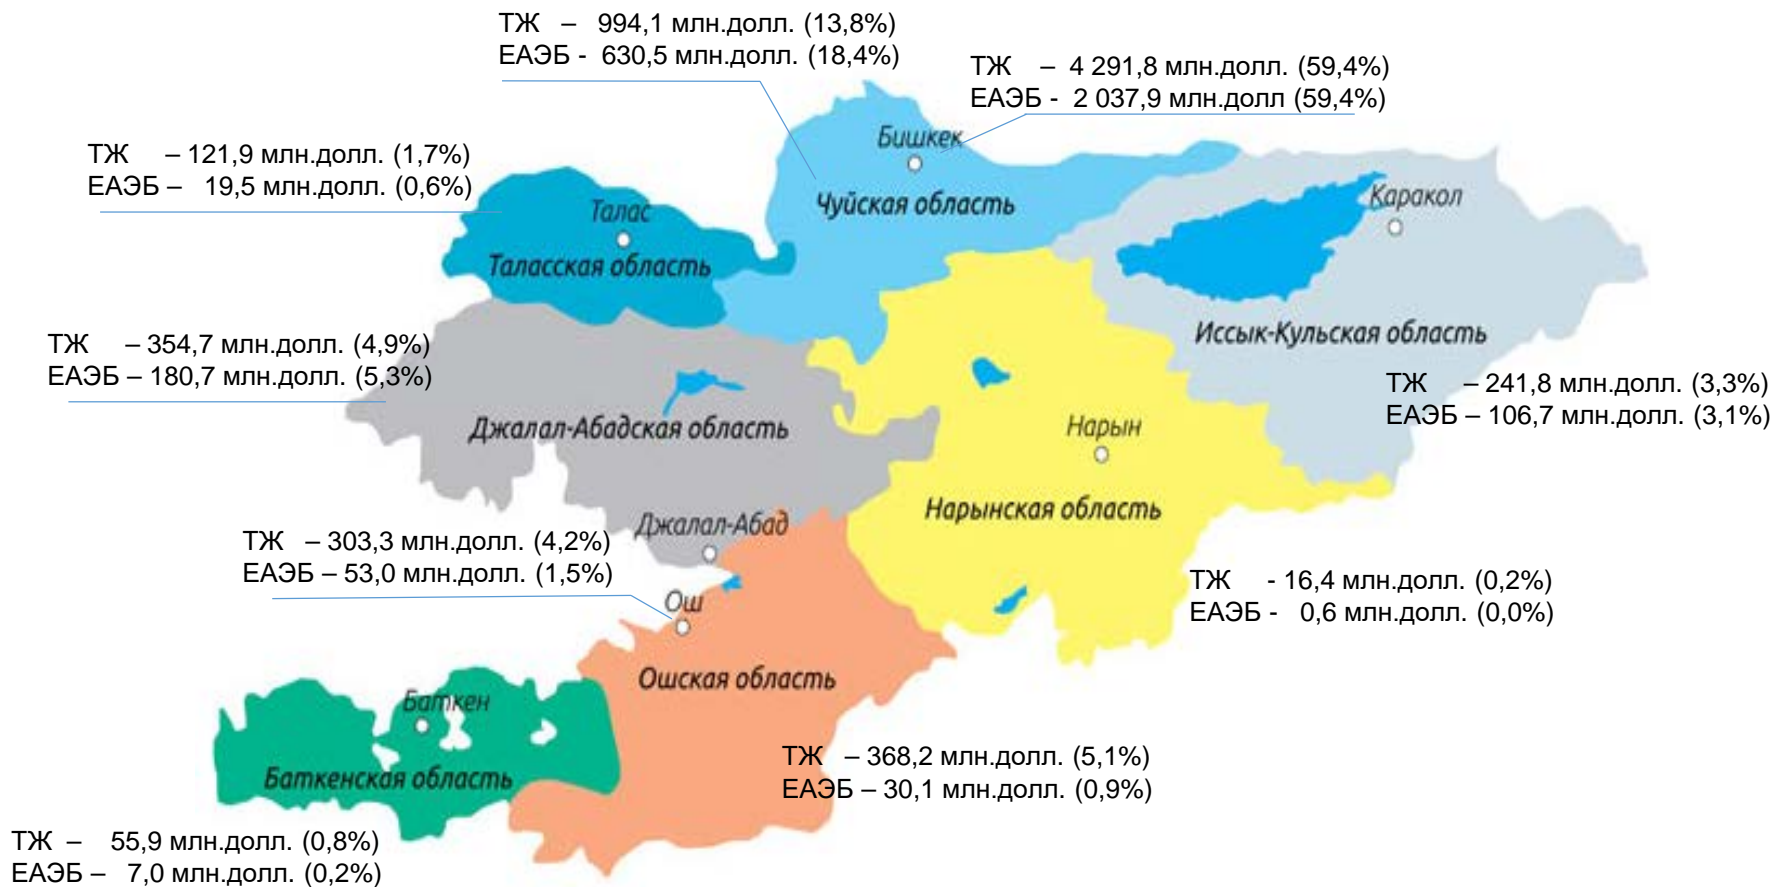 ТЖ – 994,1 млн.долл. (13,8%)
ЕАЭБ - 630,5 млн.долл. (18,4%)
ТЖ – 4 291,8 млн.долл. (59,4%)
ЕАЭБ - 2 037,9 млн.долл (59,4%)
ТЖ – 121,9 млн.долл. (1,7%)
ЕАЭБ – 19,5 млн.долл. (0,6%)
Бишкек
Чуйская область
Каракол
Талас
Таласская область
Иссык-Кульская область
ТЖ – 354,7 млн.долл. (4,9%)
ЕАЭБ – 180,7 млн.долл. (5,3%)
ТЖ – 241,8 млн.долл. (3,3%)
ЕАЭБ – 106,7 млн.долл. (3,1%)
Джалал-Абадская область
Нарын
Нарынская область
Джалал-Абад
ТЖ – 303,3 млн.долл. (4,2%)
ЕАЭБ – 53,0 млн.долл. (1,5%)
ТЖ - 16,4 млн.долл. (0,2%)
ЕАЭБ - 0,6 млн.долл. (0,0%)
Ош
Ошская область
Баткен
Баткенская область
ТЖ – 368,2 млн.долл. (5,1%)
ЕАЭБ – 30,1 млн.долл. (0,9%)
ТЖ – 55,9 млн.долл. (0,8%)
ЕАЭБ – 7,0 млн.долл. (0,2%)